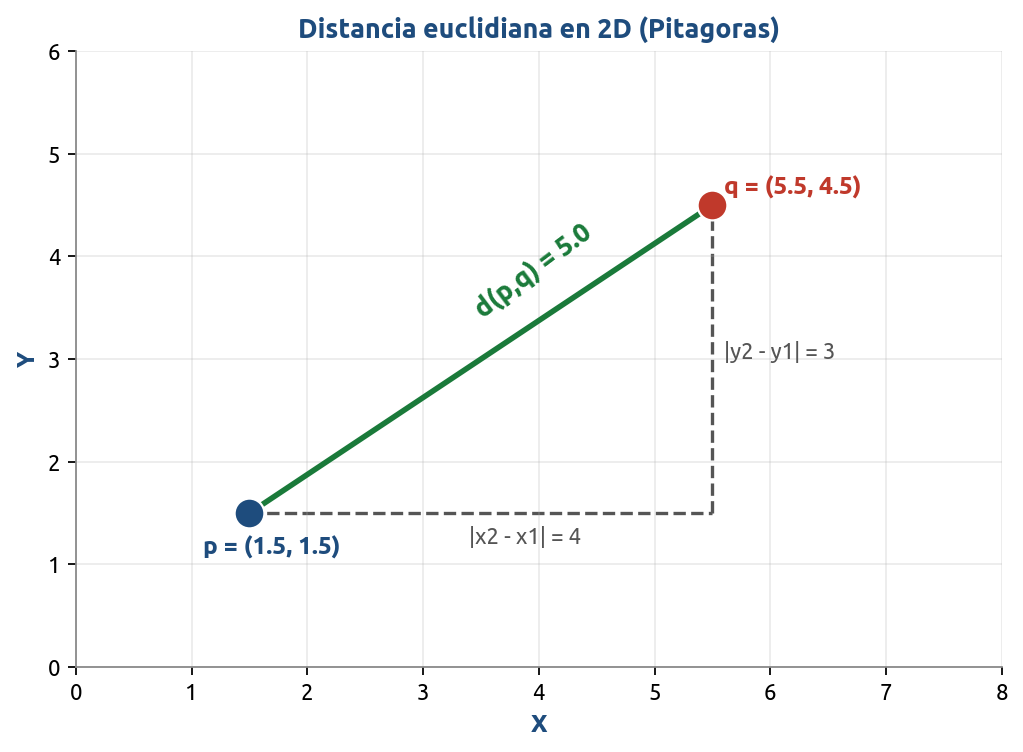 Distancia euclidiana en 2D (Pitagoras)
6
5
q = (5.5, 4.5)
d(p,q) = 5.0
4
Y
3
|y2 - y1| = 3
2
|x2 - x1| = 4
p = (1.5, 1.5)
1
0
0 1 2 3 4 5 6 7 8
X